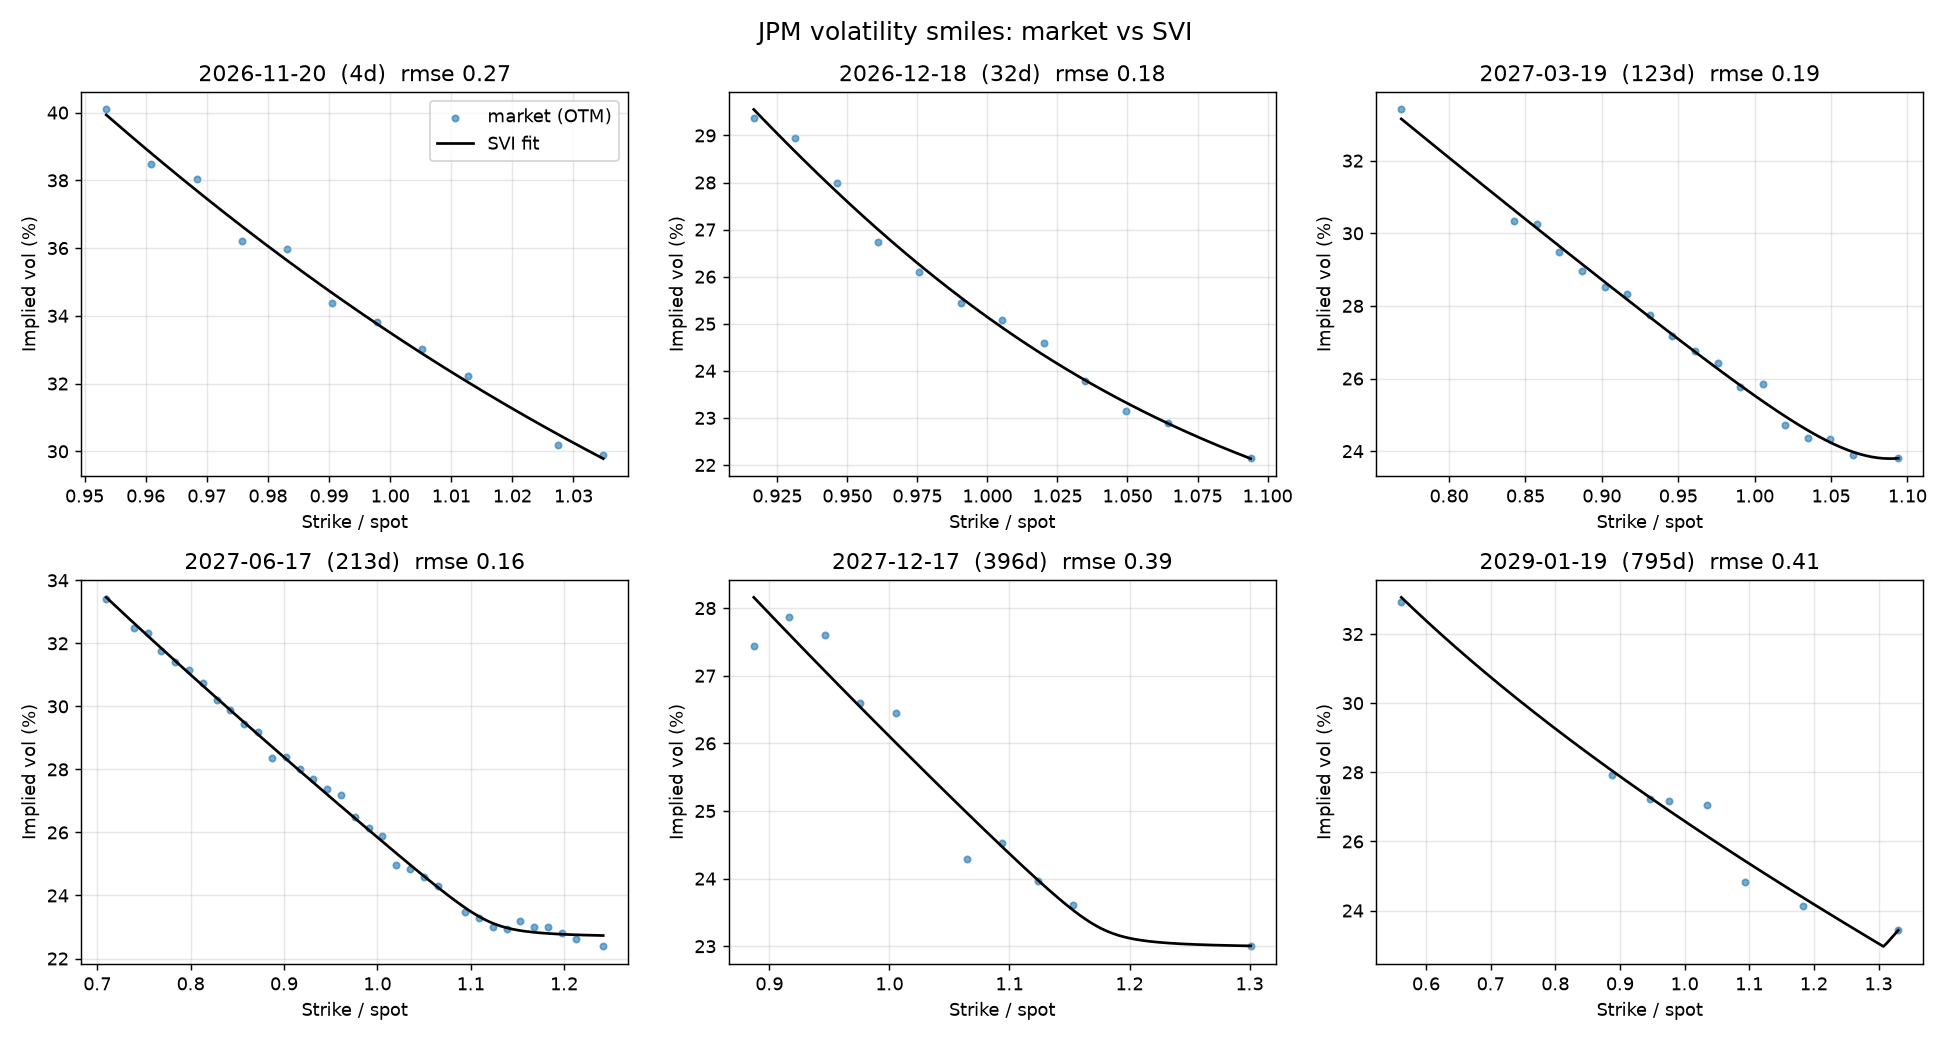 JPM volatility smiles: market vs SVI
2026-11-20  (4d)  rmse 0.27
40
38
36
34
32
30
Implied vol (%)
market (OTM)
SVI fit
0.95 0.96 0.97 0.98 0.99 1.00 1.01 1.02 1.03
Strike / spot
2026-12-18  (32d)  rmse 0.18
29
28
27
26
25
24
23
22
Implied vol (%)
0.925 0.950 0.975 1.000 1.025 1.050 1.075 1.100
Strike / spot
2027-03-19  (123d)  rmse 0.19
32
30
28
26
24
Implied vol (%)
0.80 0.85 0.90 0.95 1.00 1.05 1.10
Strike / spot
2027-06-17  (213d)  rmse 0.16
34
32
30
28
26
24
22
Implied vol (%)
0.7 0.8 0.9 1.0 1.1 1.2
Strike / spot
2027-12-17  (396d)  rmse 0.39
28
27
26
25
24
23
Implied vol (%)
0.9 1.0 1.1 1.2 1.3
Strike / spot
2029-01-19  (795d)  rmse 0.41
32
30
28
26
24
Implied vol (%)
0.6 0.7 0.8 0.9 1.0 1.1 1.2 1.3
Strike / spot